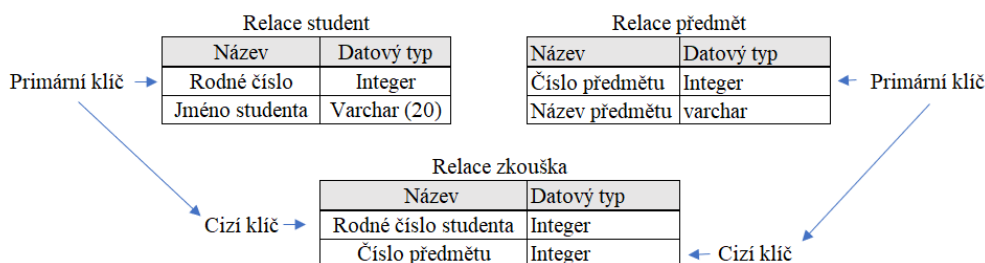 Relace student
Relace předmět
Název Datový typ
Název Datový typ
Primární klíč Rodné číslo Integer
Číslo předmětu Integer Primární klíč
Jméno studenta Varchar (20)
Název předmětu varchar
Relace zkouška
Název Datový typ
Cizí klíč Rodné číslo studenta Integer
Číslo předmětu Integer Cizí klíč